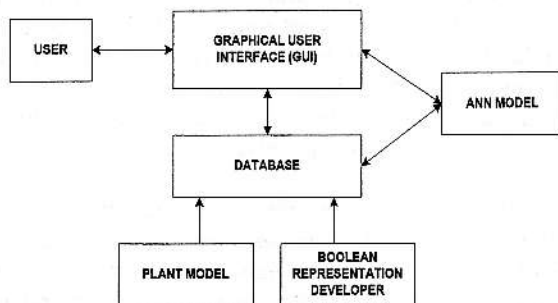 USER
GRAPHICAL USER
INTERFACE (GUI)
ANN MODEL
DATABASE
PLANT MODEL
BOOLEAN
REPRESENTATION
DEVELOPER